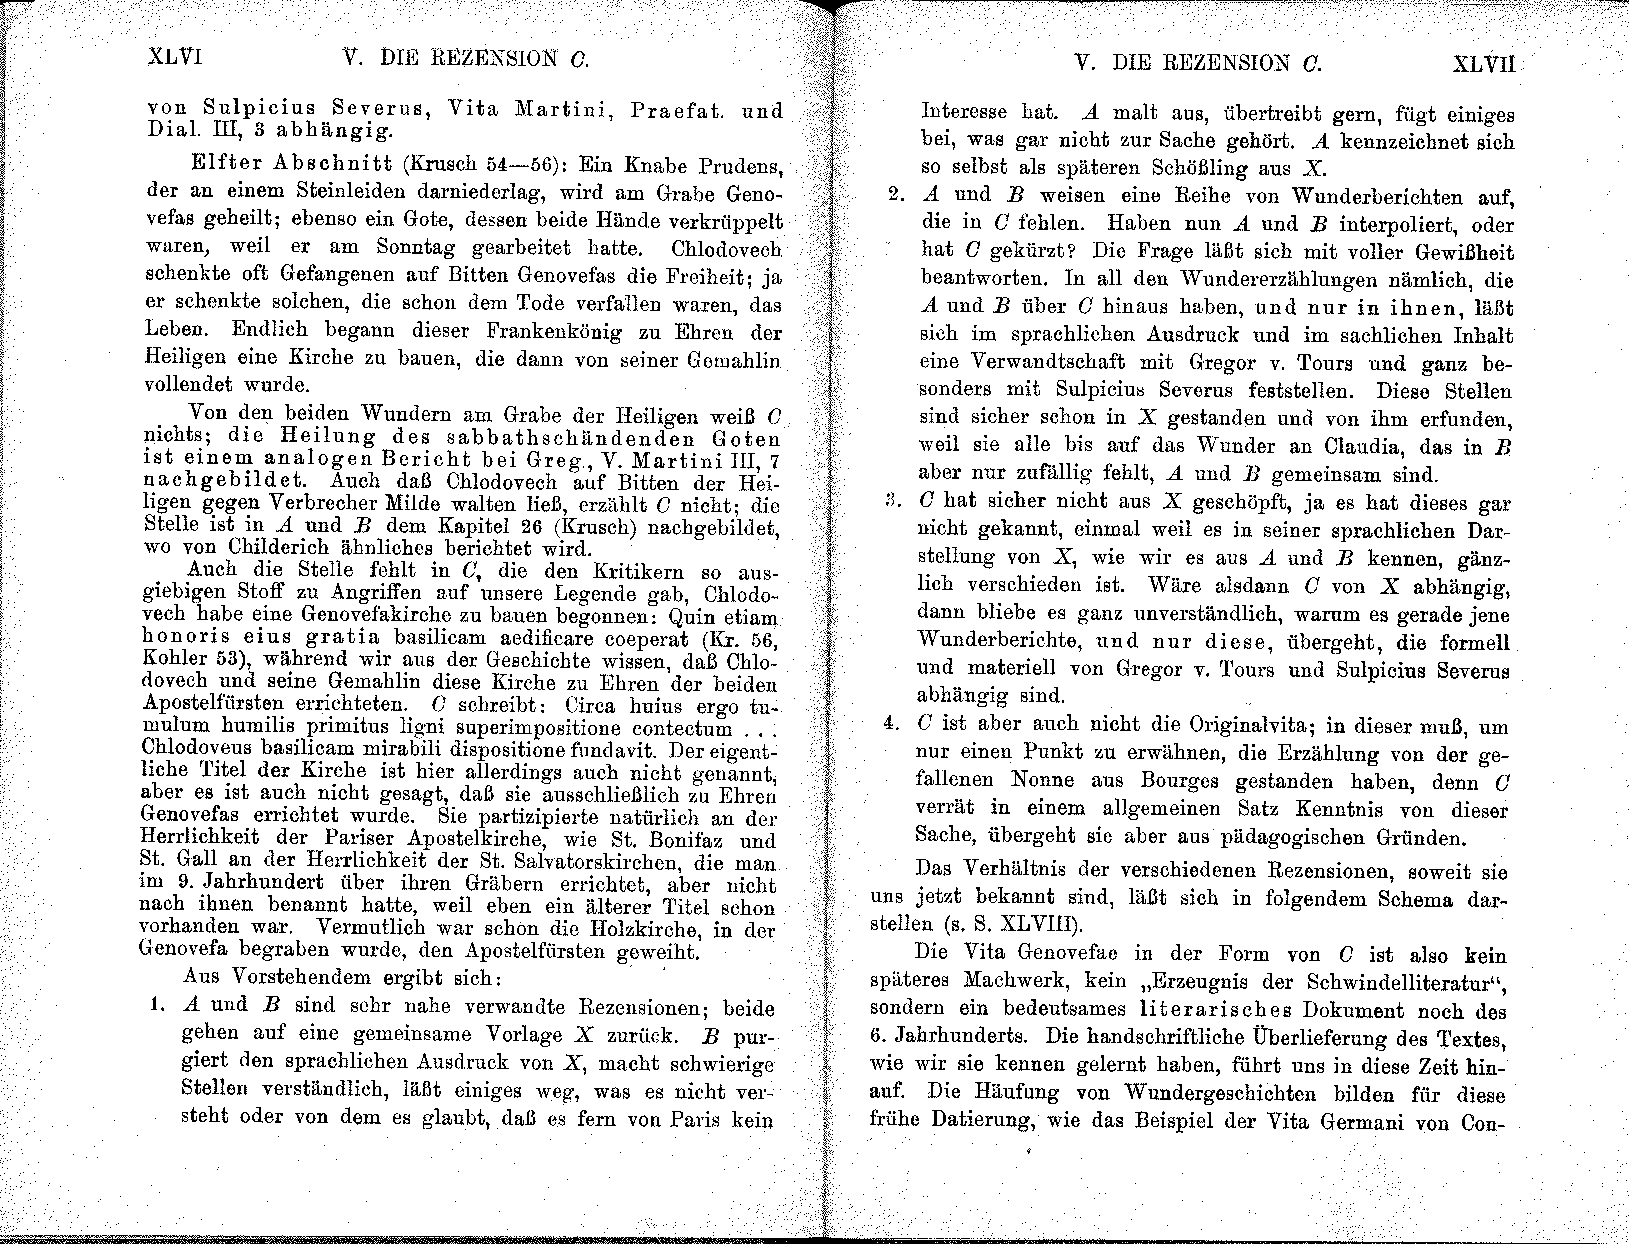 XLVI V. DIE REZENSION C.
von Sulpicius Severus, Vita Martini, Praefat. und
Dial. III, 3 abhängig.
Elfter Abschnitt (Krusch 54—56): Ein Knabe Prudens,
der an einem Steinleiden darniederlag, wird am Grabe Geno-
vefas geheilt; ebenso ein Gote, dessen beide Hände verkrüppelt
waren, weil er am Sonntag gearbeitet hatte. Chlodovech
schenkte oft Gefangenen auf Bitten Genovefas die Freiheit; ja
er schenkte solchen, die schon dem Tode verfallen waren, das
Leben. Endlich begann dieser Frankenkönig zu Ehren der
Heiligen eine Kirche zu bauen, die dann von seiner Gemahlin
vollendet wurde.
Von den beiden Wundern am Grabe der Heiligen weiß C
nichts; die Heilung des sabbathschändenden Goten
ist einem analogen Bericht bei Greg., V. Martini III, 7
nachgebildet. Auch daß Chlodovech auf Bitten der Hei-
ligen gegen Verbrecher Milde walten ließ, erzählt C nicht; die
Stelle ist in A und B dem Kapitel 26 (Krusch) nachgebildet,
wo von Childerich ähnliches berichtet wird.
Auch die Stelle fehlt in C, die den Kritikern so aus-
giebigen Stoff zu Angriffen auf unsere Legende gab, Chlodo-
vech habe eine Genovefakirche zu bauen begonnen: Quin etiam
honoris eius gratia basilicam aedificare coeperat (Kr. 56,
Kohler 53), während wir aus der Geschichte wissen, daß Chlo-
dovech und seine Gemahlin diese Kirche zu Ehren der beiden
Apostelfürsten errichteten. C schreibt: Circa huius ergo tu-
mulum humilis primitus ligni superimpositione contectum . . .
Chlodoveus basilicam mirabili dispositione fundavit. Der eigent-
liche Titel der Kirche ist hier allerdings auch nicht genannt,
aber es ist auch nicht gesagt, daß sie ausschließlich zu Ehren
Genovefas errichtet wurde. Sie partizipierte natürlich an der
Herrlichkeit der Pariser Apostelkirche, wie St. Bonifaz und
St. Gall an der Herrlichkeit der St. Salvatorskirchen, die man
im 9. Jahrhundert über ihren Gräbern errichtet, aber nicht
nach ihnen benannt hatte, weil eben ein älterer Titel schon
vorhanden war. Vermutlich war schon die Holzkirche, in der
Genovefa begraben wurde, den Apostelfürsten geweiht.
Aus Vorstehendem ergibt sich:
1. A und B sind sehr nahe verwandte Rezensionen; beide
gehen auf eine gemeinsame Vorlage X zurück. B pur-
giert den sprachlichen Ausdruck von X, macht schwierige
Stellen verständlich, läßt einiges weg, was es nicht ver-
steht oder von dem es glaubt, daß es fern von Paris kein
V. DIE REZENSION C. XLVII
Interesse hat. A malt aus, übertreibt gern, fügt einiges
bei, was gar nicht zur Sache gehört. A kennzeichnet sich
so selbst als späteren Schößling aus X.
2. A und B weisen eine Reihe von Wunderberichten auf,
die in C fehlen. Haben nun A und B interpoliert, oder
hat C gekürzt? Die Frage läßt sich mit voller Gewißheit
beantworten. In all den Wundererzählungen nämlich, die
A und B über C hinaus haben, und nur in ihnen, läßt
sich im sprachlichen Ausdruck und im sachlichen Inhalt
eine Verwandtschaft mit Gregor v. Tours und ganz be-
sonders mit Sulpicius Severus feststellen. Diese Stellen
sind sicher schon in X gestanden und von ihm erfunden,
weil sie alle bis auf das Wunder an Claudia, das in B
aber nur zufällig fehlt, A und B gemeinsam sind.
3. C hat sicher nicht aus X geschöpft, ja es hat dieses gar
nicht gekannt, einmal weil es in seiner sprachlichen Dar-
stellung von X, wie wir es aus A und B kennen, gänz-
lich verschieden ist. Wäre alsdann C von X abhängig,
dann bliebe es ganz unverständlich, warum es gerade jene
Wunderberichte, und nur diese, übergeht, die formell
und materiell von Gregor v. Tours und Sulpicius Severus
abhängig sind.
4. C ist aber auch nicht die Originalvita; in dieser muß, um
nur einen Punkt zu erwähnen, die Erzählung von der ge-
fallenen Nonne aus Bourges gestanden haben, denn C
verrät in einem allgemeinen Satz Kenntnis von dieser
Sache, übergeht sie aber aus pädagogischen Gründen.
Das Verhältnis der verschiedenen Rezensionen, soweit sie
uns jetzt bekannt sind, läßt sich in folgendem Schema dar-
stellen (s. S. XLVIII).
Die Vita Genovefae in der Form von C ist also kein
späteres Machwerk, kein „Erzeugnis der Schwindelliteratur“,
sondern ein bedeutsames literarisches Dokument noch des
6. Jahrhunderts. Die handschriftliche Überlieferung des Textes,
wie wir sie kennen gelernt haben, führt uns in diese Zeit hin-
auf. Die Häufung von Wundergeschichten bilden für diese
frühe Datierung, wie das Beispiel der Vita Germani von Con-